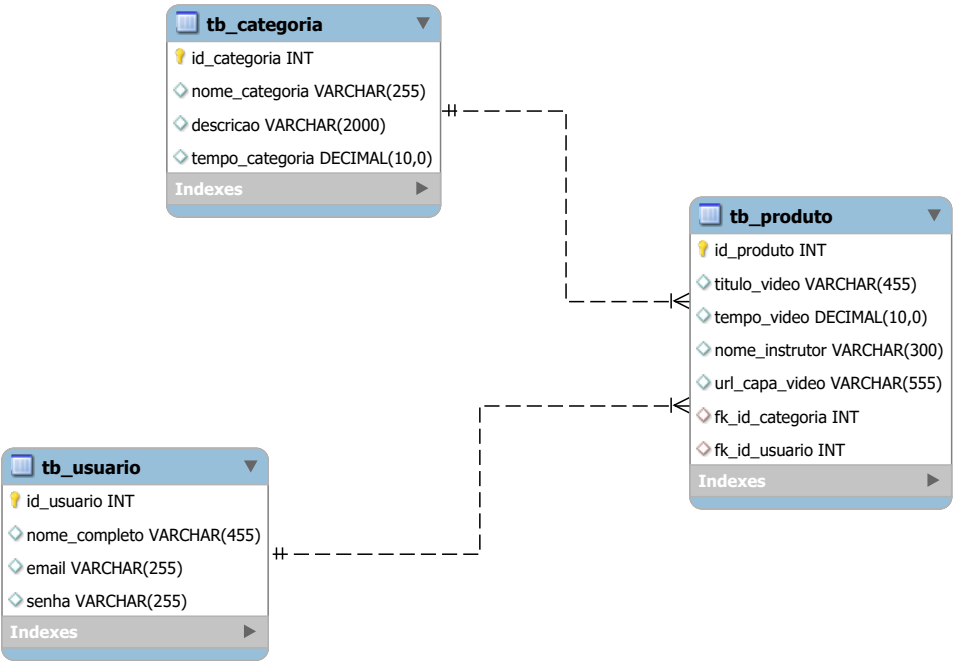 tb_categoria
id_categoria INT
nome_categoria VARCHAR(255)
descricao VARCHAR(2000)
tempo_categoria DECIMAL(10,0)
Indexes
tb_produto
id_produto INT
titulo_video VARCHAR(455)
tempo_video DECIMAL(10,0)
nome_instrutor VARCHAR(300)
url_capa_video VARCHAR(555)
fk_id_categoria INT
fk_id_usuario INT
Indexes
tb_usuario
id_usuario INT
nome_completo VARCHAR(455)
email VARCHAR(255)
senha VARCHAR(255)
Indexes